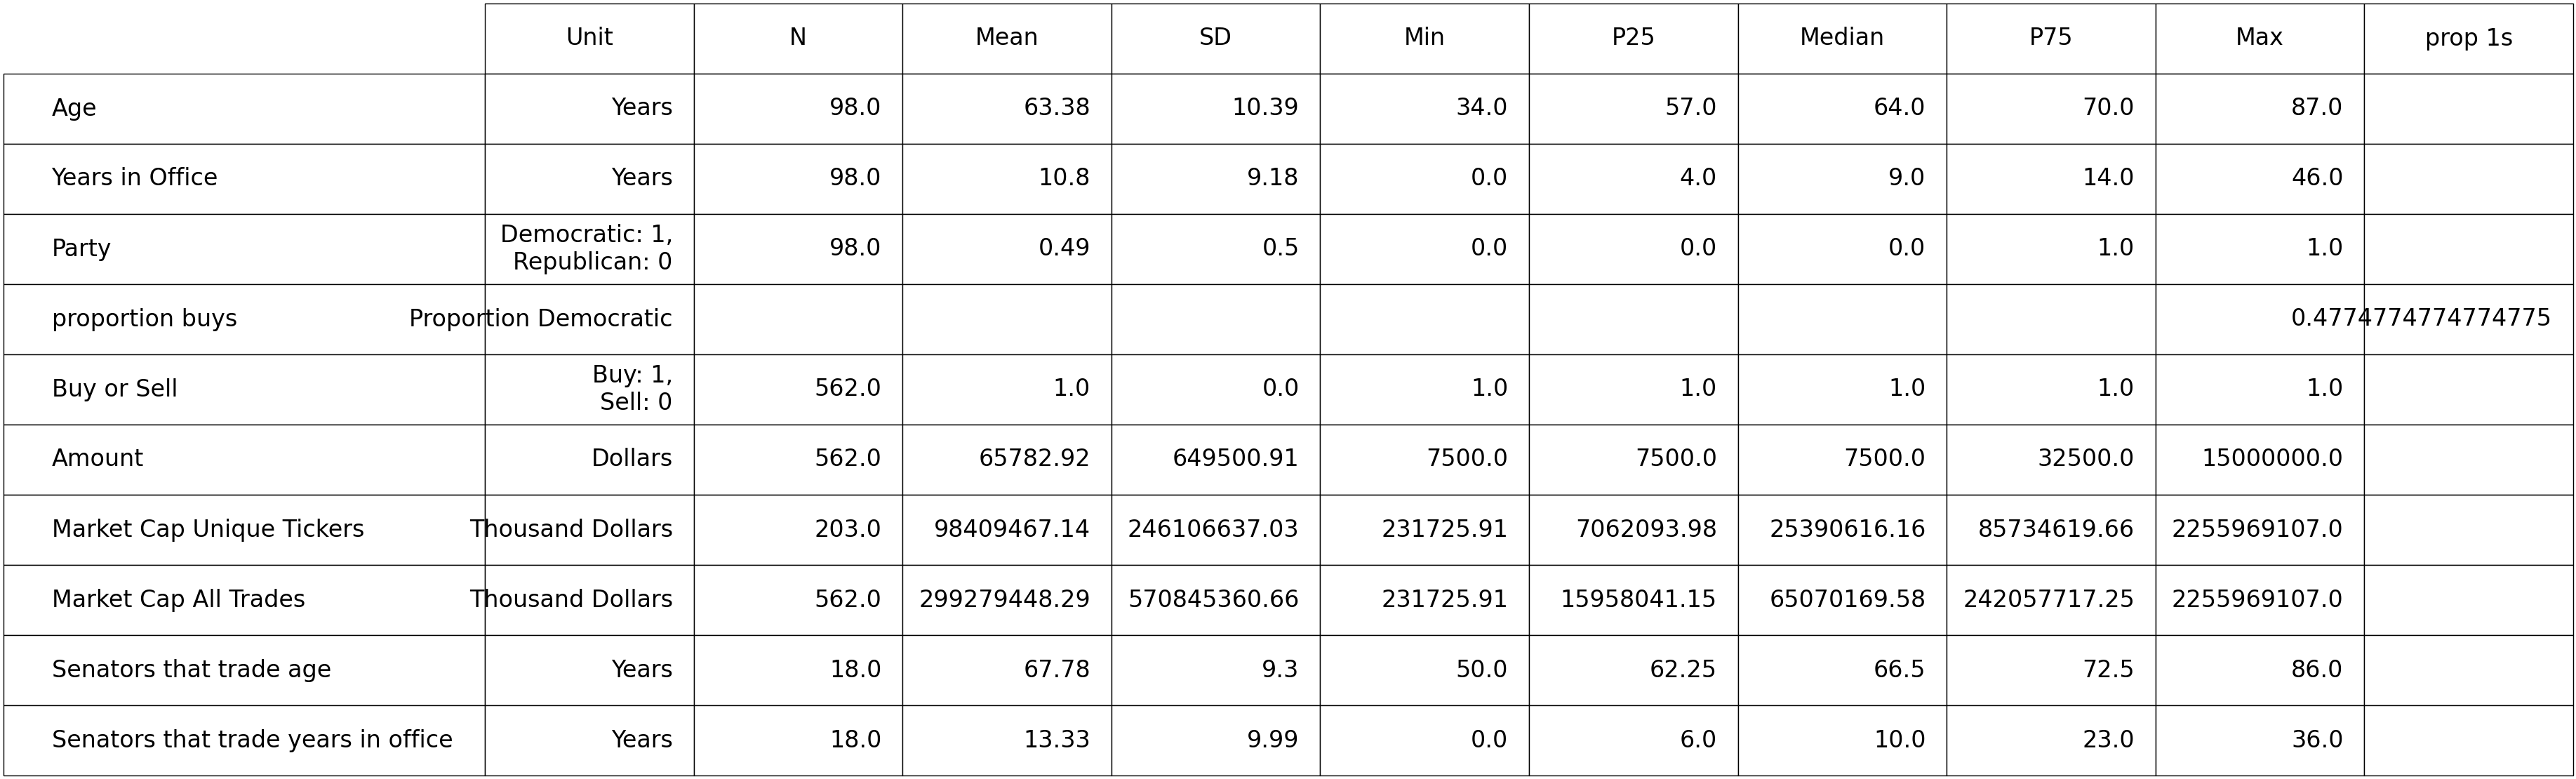 Unit N Mean SD Min P25 Median P75 Max prop 1s
Age Years 98.0 63.38 10.39 34.0 57.0 64.0 70.0 87.0
Years in Office Years 98.0 10.8 9.18 0.0 4.0 9.0 14.0 46.0
Party Democratic: 1,
Republican: 0 98.0 0.49 0.5 0.0 0.0 0.0 1.0 1.0
proportion buys Proportion Democratic 0.4774774774774775
Buy or Sell Buy: 1,
Sell: 0 562.0 1.0 0.0 1.0 1.0 1.0 1.0 1.0
Amount Dollars 562.0 65782.92 649500.91 7500.0 7500.0 7500.0 32500.0 15000000.0
Market Cap Unique Tickers Thousand Dollars 203.0 98409467.14 246106637.03 231725.91 7062093.98 25390616.16 85734619.66 2255969107.0
Market Cap All Trades Thousand Dollars 562.0 299279448.29 570845360.66 231725.91 15958041.15 65070169.58 242057717.25 2255969107.0
Senators that trade age Years 18.0 67.78 9.3 50.0 62.25 66.5 72.5 86.0
Senators that trade years in office Years 18.0 13.33 9.99 0.0 6.0 10.0 23.0 36.0